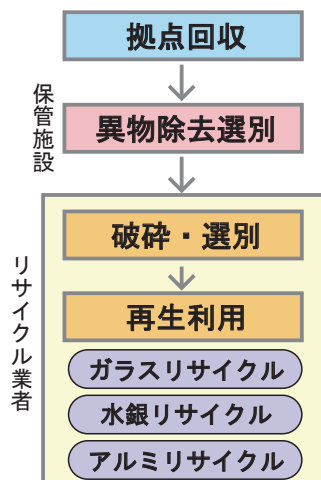 拠点回収
保管施設
異物除去選別
リサイクル業者
破砕・選別
再生利用
ガラスリサイクル
水銀リサイクル
アルミリサイクル